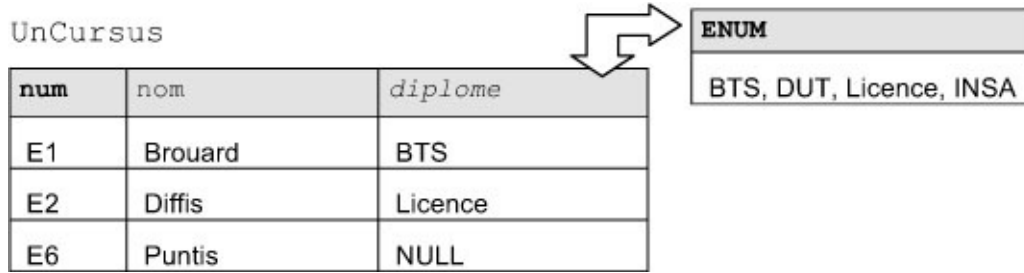 UnCursus
ENUM
BTS, DUT, Licence, INSA
num nom diplome
E1 Brouard BTS
E2 Diffis Licence
E6 Puntis NULL